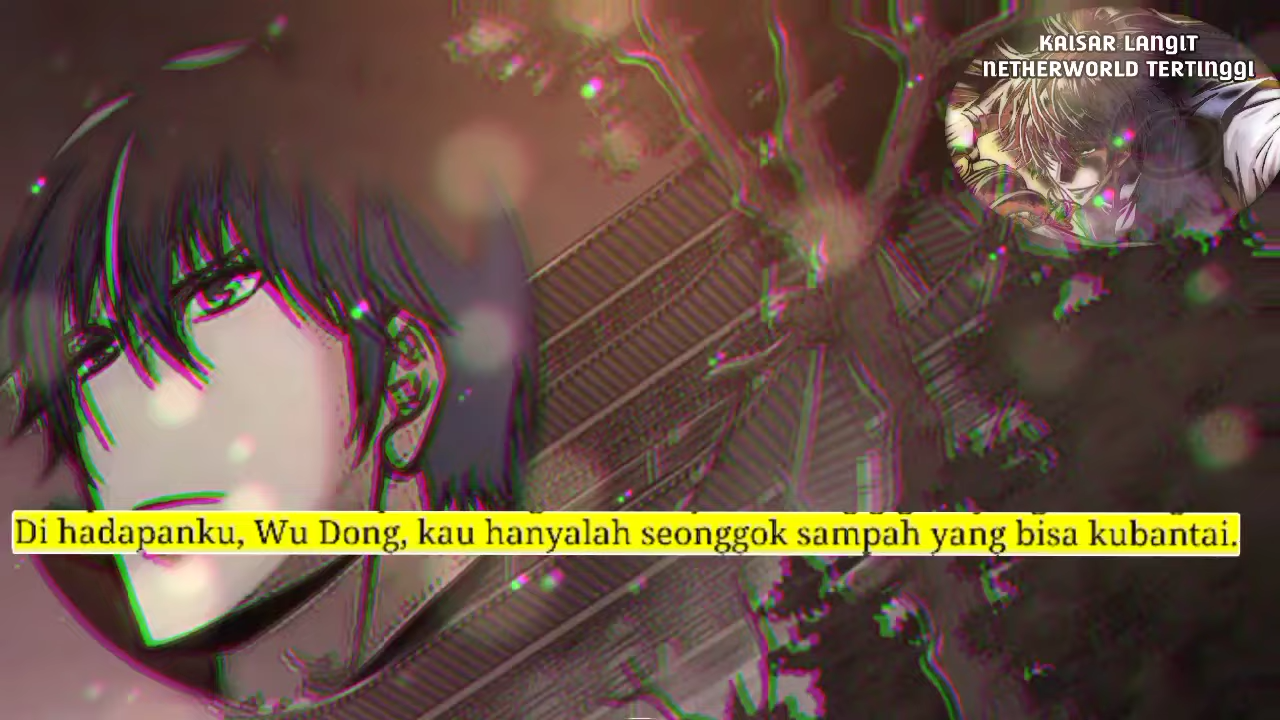 KAISAR LANGIT
NETHERWORLD TERTINGGI
Di hadapanku, Wu Dong, kau hanyalah seonggok sampah yang bisa kubantai.